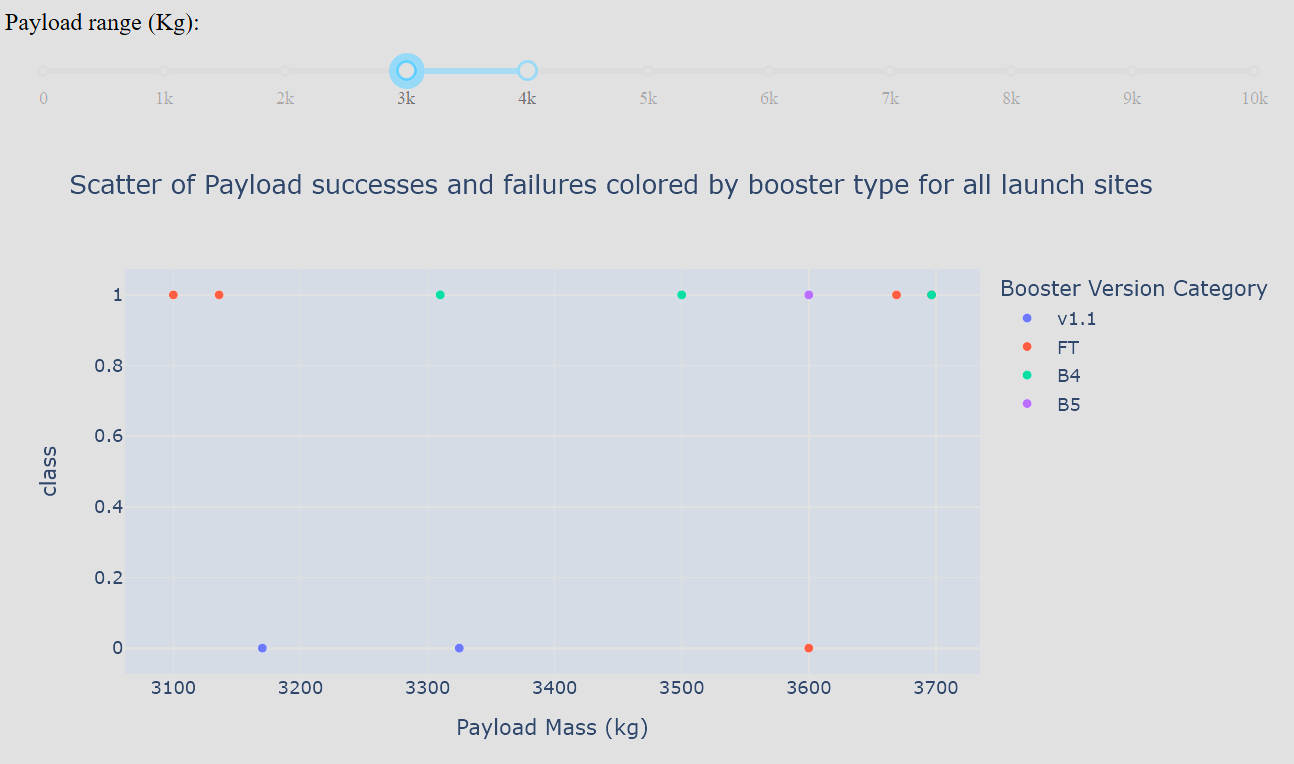 Payload range (Kg):
0 1k 2k 3k 4k 5k 6k 7k 8k 9k 10k
Scatter of Payload successes and failures colored by booster type for all launch sites
Booster Version Category
v1.1
FT
B4
B5
class
1
0.8
0.6
0.4
0.2
0
3100 3200 3300 3400 3500 3600 3700
Payload Mass (kg)